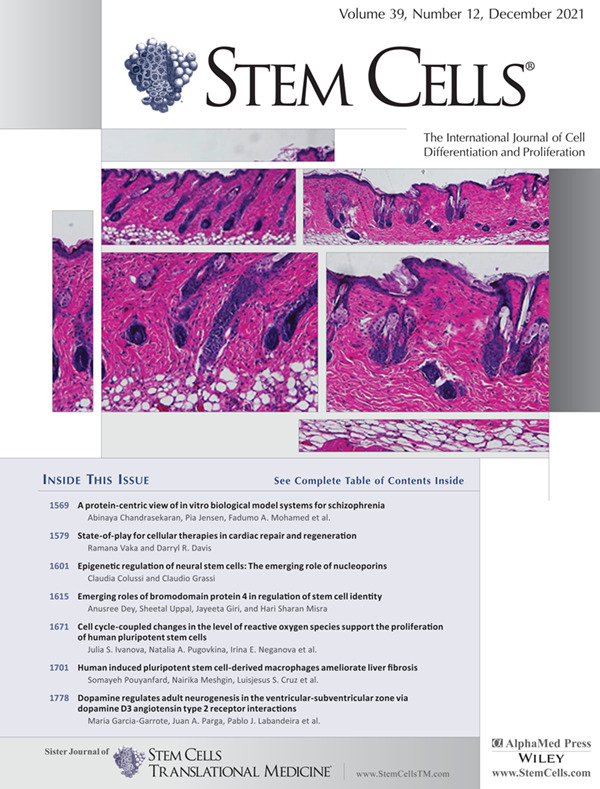 Volume 39, Number 12, December 2021
STEM CELLS®
The International Journal of Cell
Differentiation and Proliferation
INSIDE THIS ISSUE
See Complete Table of Contents Inside
1569 A protein-centric view of in vitro biological model systems for schizophrenia
Abinaya Chandrasekaran, Pia Jensen, Fadumo A. Mohamed et al.
1579 State-of-play for cellular therapies in cardiac repair and regeneration
Ramana Vaka and Darryl R. Davis
1601 Epigenetic regulation of neural stem cells: The emerging role of nucleoporins
Claudia Colussi and Claudio Grassi
1615 Emerging roles of bromodomain protein 4 in regulation of stem cell identity
Anusree Dey, Sheetal Uppal, Jayeeta Giri, and Hari Sharan Misra
1671 Cell cycle-coupled changes in the level of reactive oxygen species support the proliferation
of human pluripotent stem cells
Julia S. Ivanova, Natalia A. Pugovkina, Irina E. Neganova et al.
1701 Human induced pluripotent stem cell-derived macrophages ameliorate liver fibrosis
Somayeh Pouyanfard, Nairika Meshgin, Luisjesus S. Cruz et al.
1778 Dopamine regulates adult neurogenesis in the ventricular-subventricular zone via
dopamine D3 angiotensin type 2 receptor interactions
Maria Garcia-Garrote, Juan A. Parga, Pablo J. Labandeira et al.
Sister Journal of
STEM CELLS
TRANSLATIONAL MEDICINE
www.StemCellsTM.com
AlphaMed Press
WILEY
www.StemCells.com